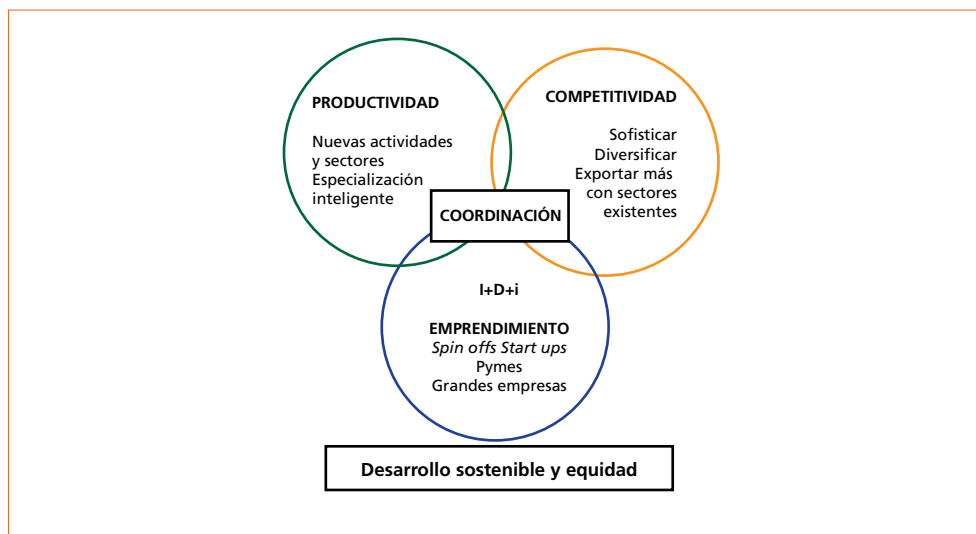 PRODUCTIVIDAD
Nuevas actividades
y sectores
Especialización
inteligente
COMPETITIVIDAD
Sofisticar
Diversificar
Exportar más
con sectores
existentes
COORDINACIÓN
I+D+i
EMPRENDIMIENTO
Spin offs Start ups
Pymes
Grandes empresas
Desarrollo sostenible y equidad